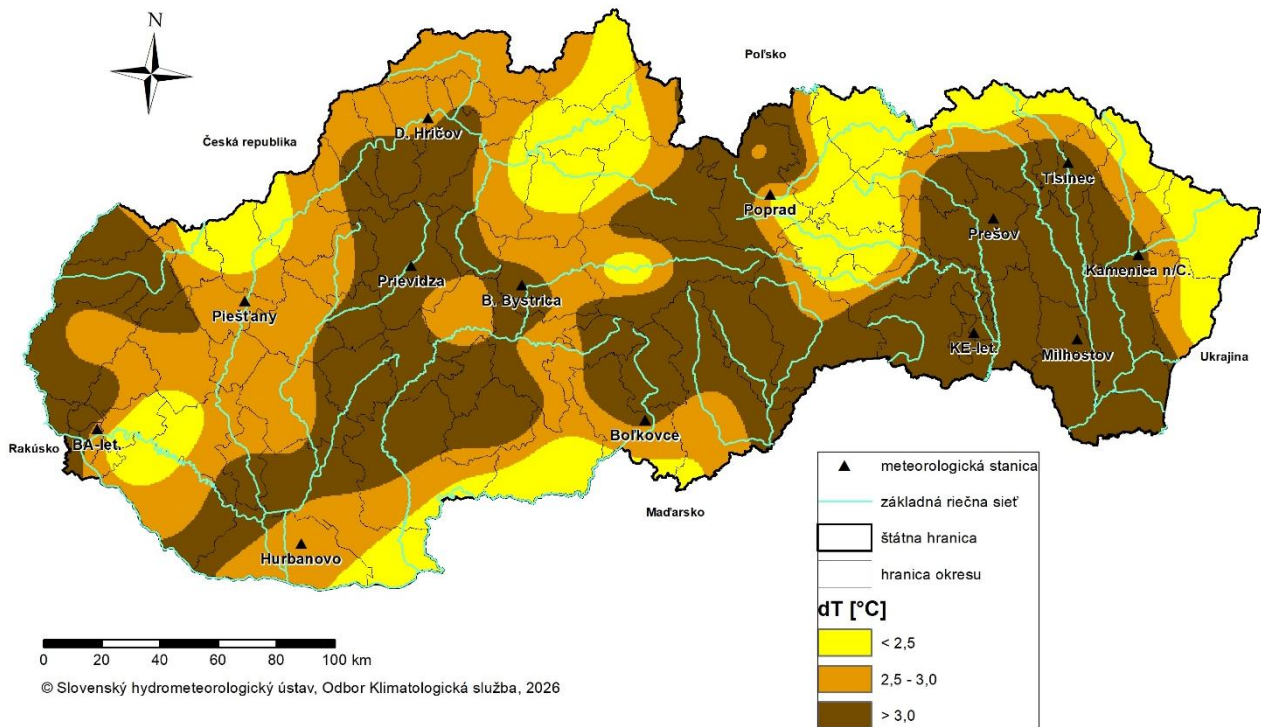 N
Poľsko
Česká republika
D. Hričov
Tisinec
Poprad
Prešov
Prievidza
Kamenica n/C.
B. Bystrica
Piešťany
KE-let.
Milhostov
Ukrajina
Boľkovce
BA-let.
Rakúsko
Maďarsko
Hurbanovo
meteorologická stanica
základná riečna sieť
štátna hranica
hranica okresu
dT [°C]
< 2,5
2,5 - 3,0
> 3,0
0 20 40 60 80 100 km
© Slovenský hydrometeorologický ústav, Odbor Klimatologická služba, 2026